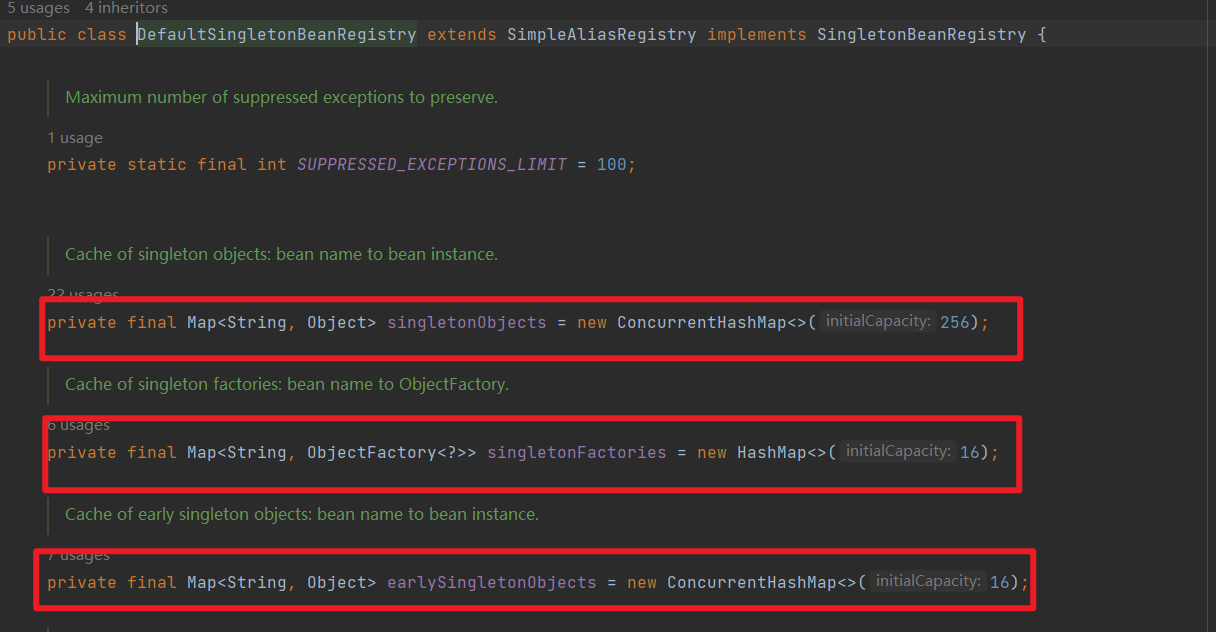 5 usages 4 inheritors
public class DefaultSingletonBeanRegistry extends SimpleAliasRegistry implements SingletonBeanRegistry {
Maximum number of suppressed exceptions to preserve.
1 usage
private static final int SUPPRESSED_EXCEPTIONS_LIMIT = 100;
Cache of singleton objects: bean name to bean instance.
22 usages
private final Map<String, Object> singletonObjects = new ConcurrentHashMap<>( initialCapacity: 256);
Cache of singleton factories: bean name to ObjectFactory.
6 usages
private final Map<String, ObjectFactory<?>> singletonFactories = new HashMap<>( initialCapacity: 16);
Cache of early singleton objects: bean name to bean instance.
7 usages
private final Map<String, Object> earlySingletonObjects = new ConcurrentHashMap<>( initialCapacity: 16);